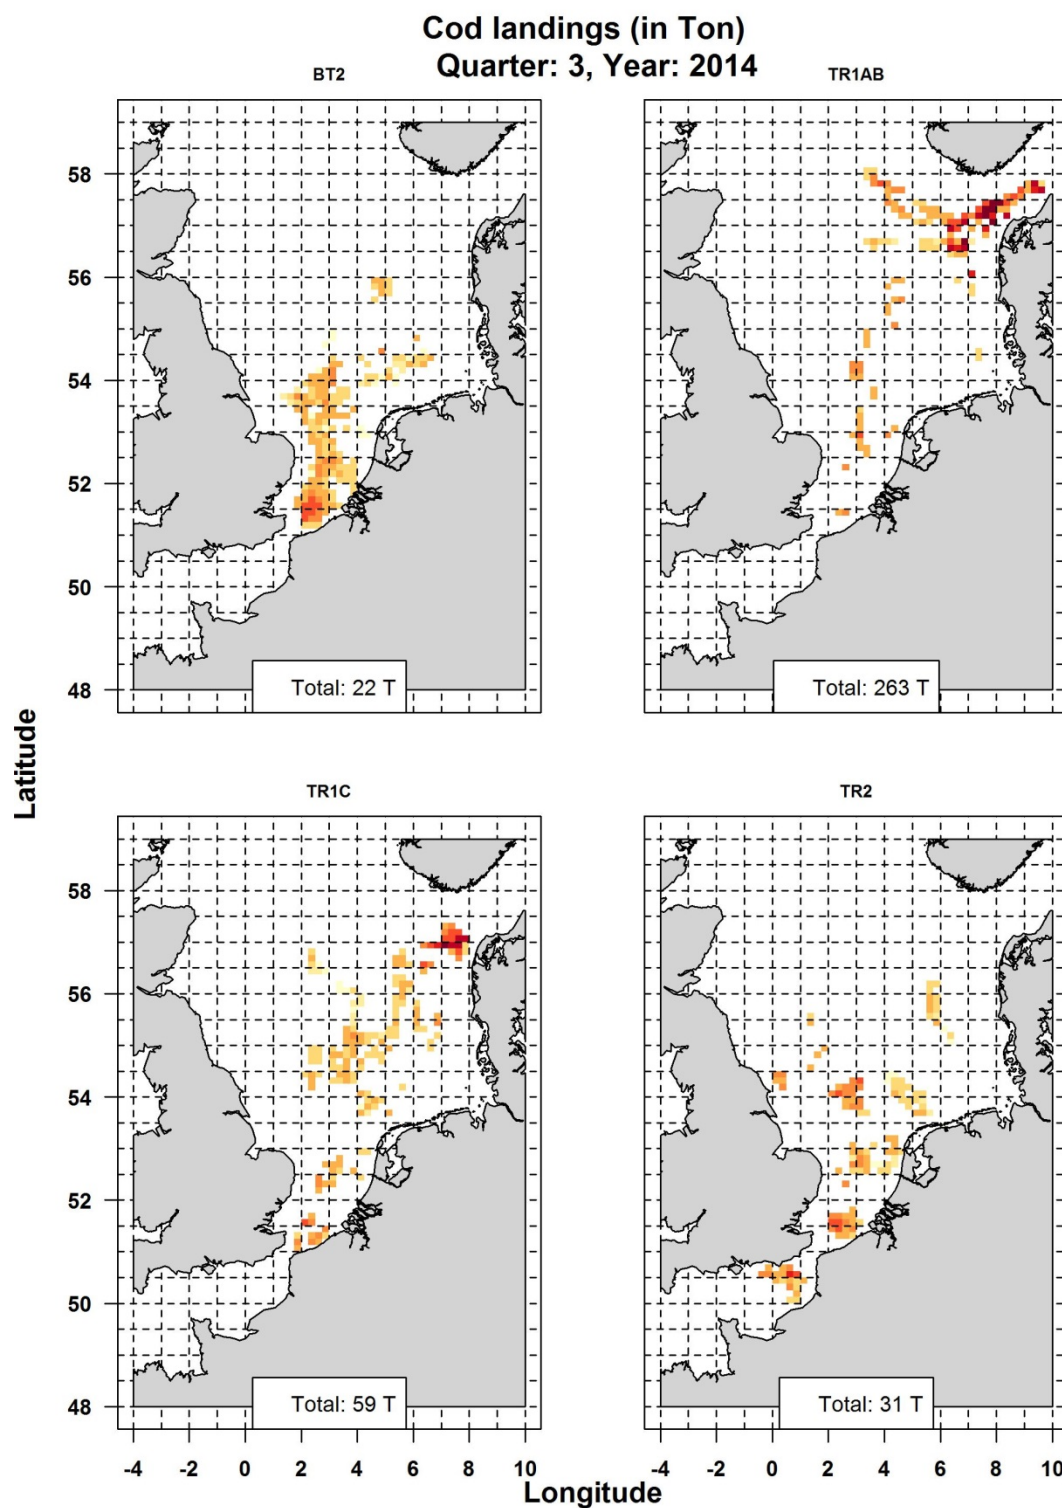 Cod landings (in Ton)
Quarter: 3, Year: 2014
BT2
TR1AB
58
56
54
52
50
48
Total: 22 T
Total: 263 T
Latitude
TR1C
TR2
58
56
54
52
50
48
Total: 59 T
Total: 31 T
-4 -2 0 2 4 6 8 10
-4 -2 0 2 4 6 8 10
Longitude